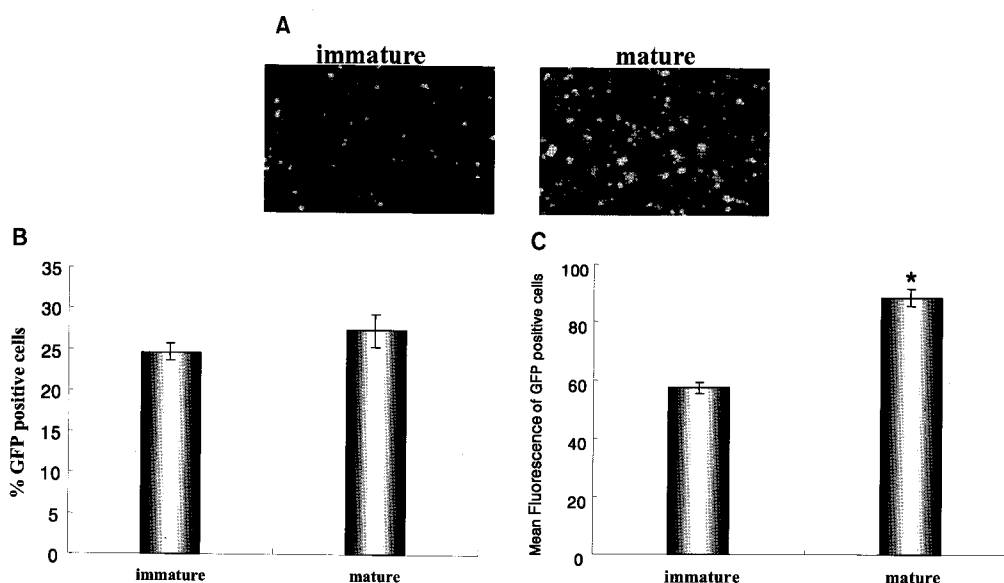 A
immature
mature
B
% GFP positive cells
35
30
25
20
15
10
5
0
immature
mature
C
Mean Fluorescence of GFP positive cells
100
80
60
40
20
0
*
immature
mature